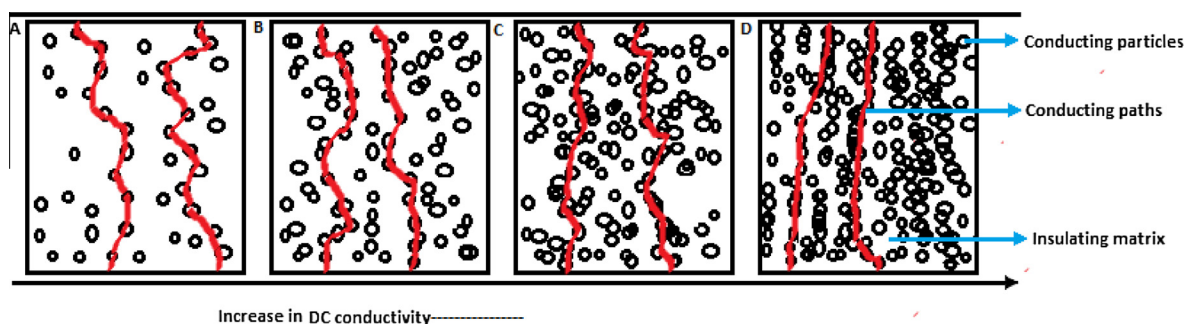 A
B
C
D
Conducting particles
Conducting paths
Insulating matrix
Increase in DC conductivity----------------